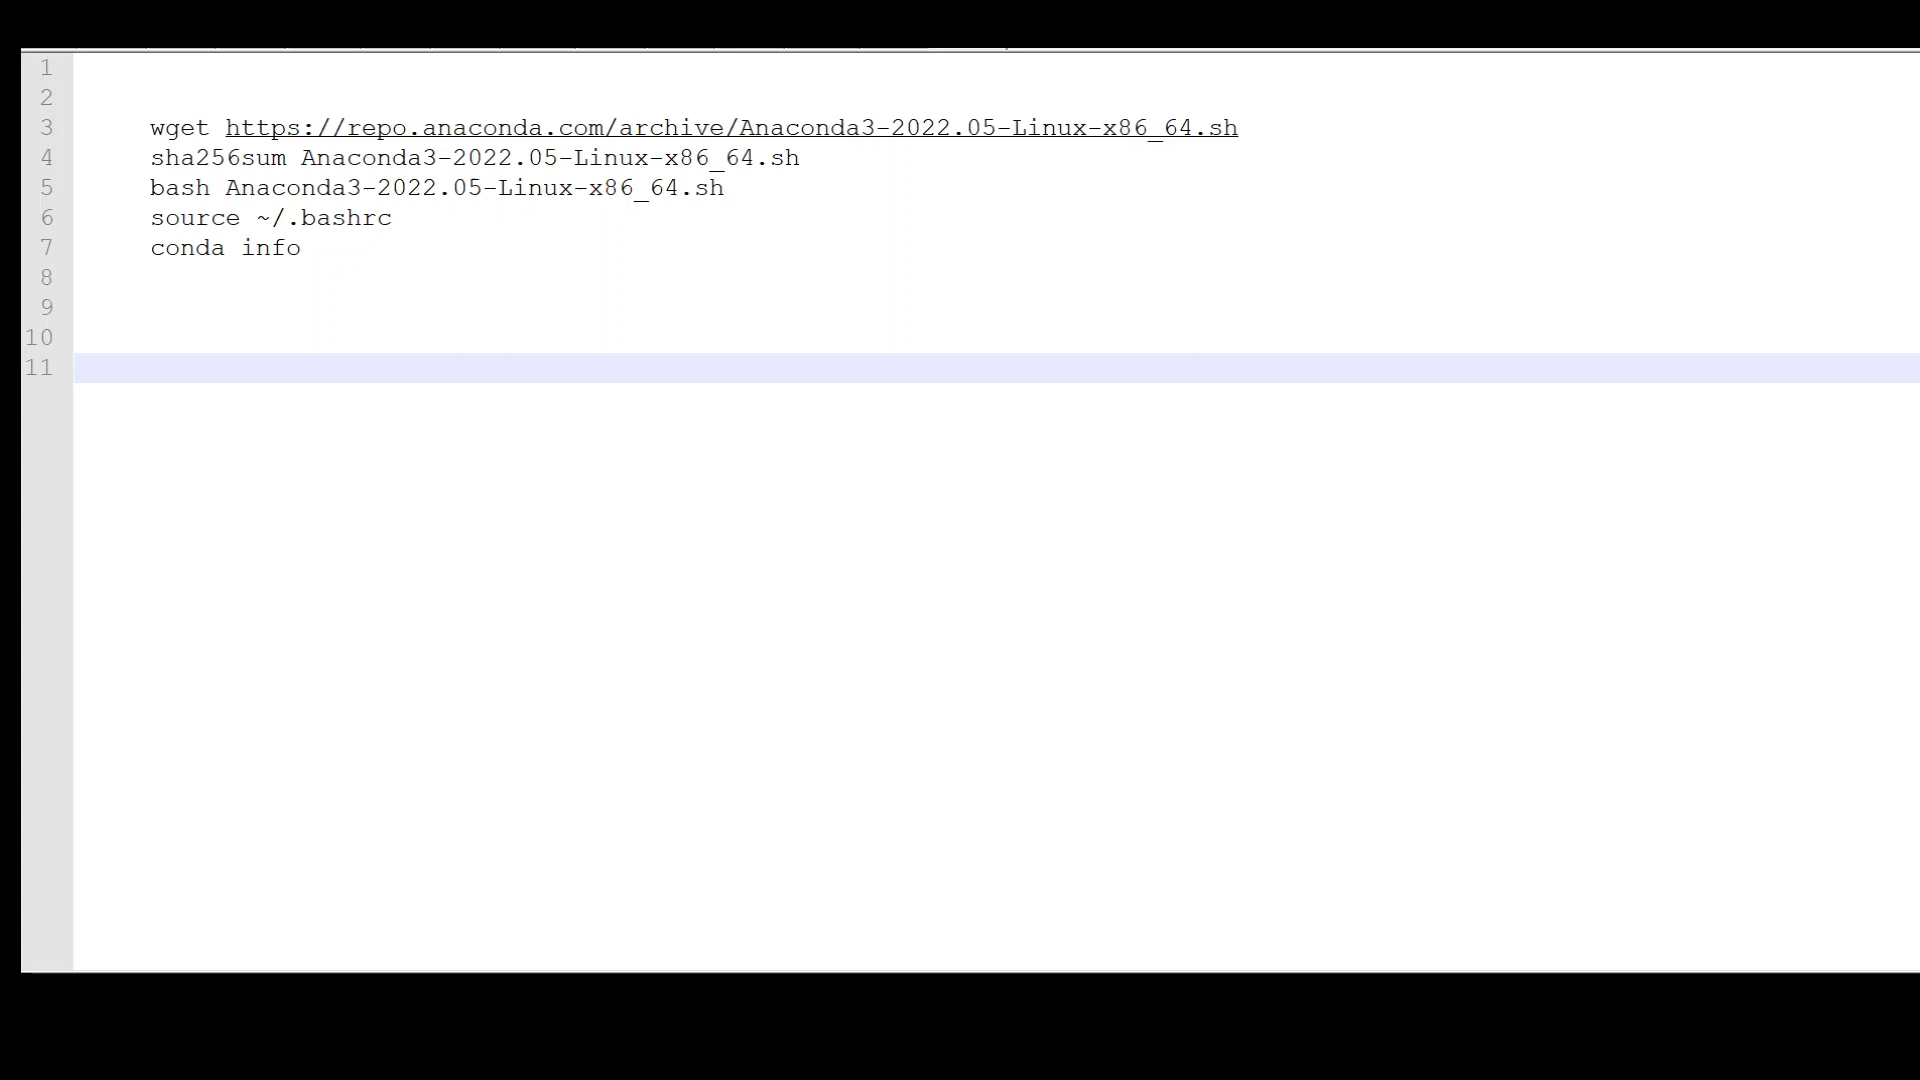 1
2
3 wget https://repo.anaconda.com/archive/Anaconda3-2022.05-Linux-x86_64.sh
4 sha256sum Anaconda3-2022.05-Linux-x86_64.sh
5 bash Anaconda3-2022.05-Linux-x86_64.sh
6 source ~/.bashrc
7 conda info
8
9
10
11